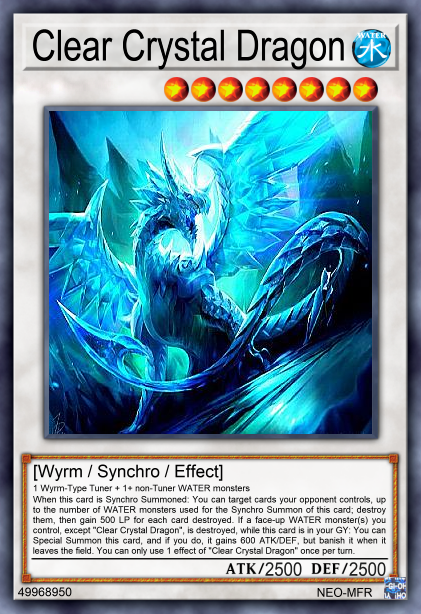 Clear Crystal Dragon
WATER
水
[Wyrm / Synchro / Effect]
1 Wyrm-Type Tuner + 1+ non-Tuner WATER monsters
When this card is Synchro Summoned: You can target cards your opponent controls, up
to the number of WATER monsters used for the Synchro Summon of this card; destroy
them, then gain 500 LP for each card destroyed. If a face-up WATER monster(s) you
control, except "Clear Crystal Dragon", is destroyed, while this card is in your GY: You can
Special Summon this card, and if you do, it gains 600 ATK/DEF, but banish it when it
leaves the field. You can only use 1 effect of "Clear Crystal Dragon" once per turn.
ATK/2500 DEF/2500
49968950 NEO-MFR